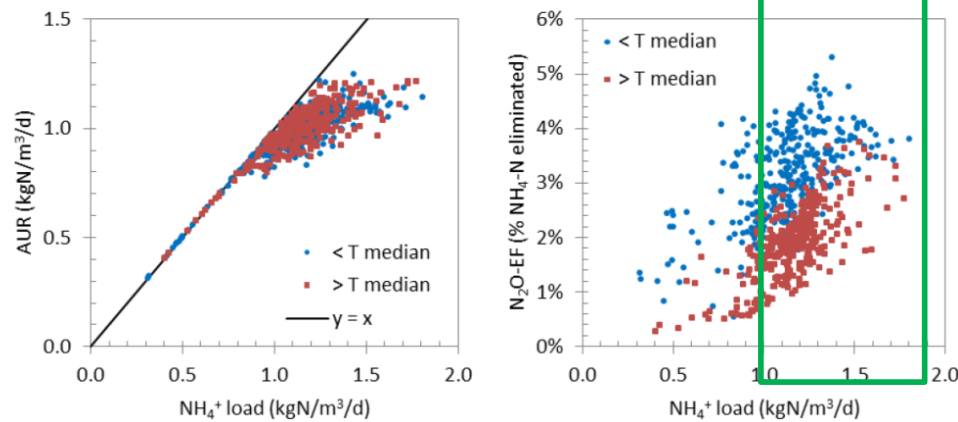 1.5
1.0
0.5
0.0
AUR (kgN/m³/d)
< T median
> T median
y = x
0.0 0.5 1.0 1.5 2.0
NH₄⁺ load (kgN/m³/d)
6%
5%
4%
3%
2%
1%
0%
N₂O-EF (% NH₄-N eliminated)
< T median
> T median
0.0 0.5 1.0 1.5 2.0
NH₄⁺ load (kgN/m³/d)